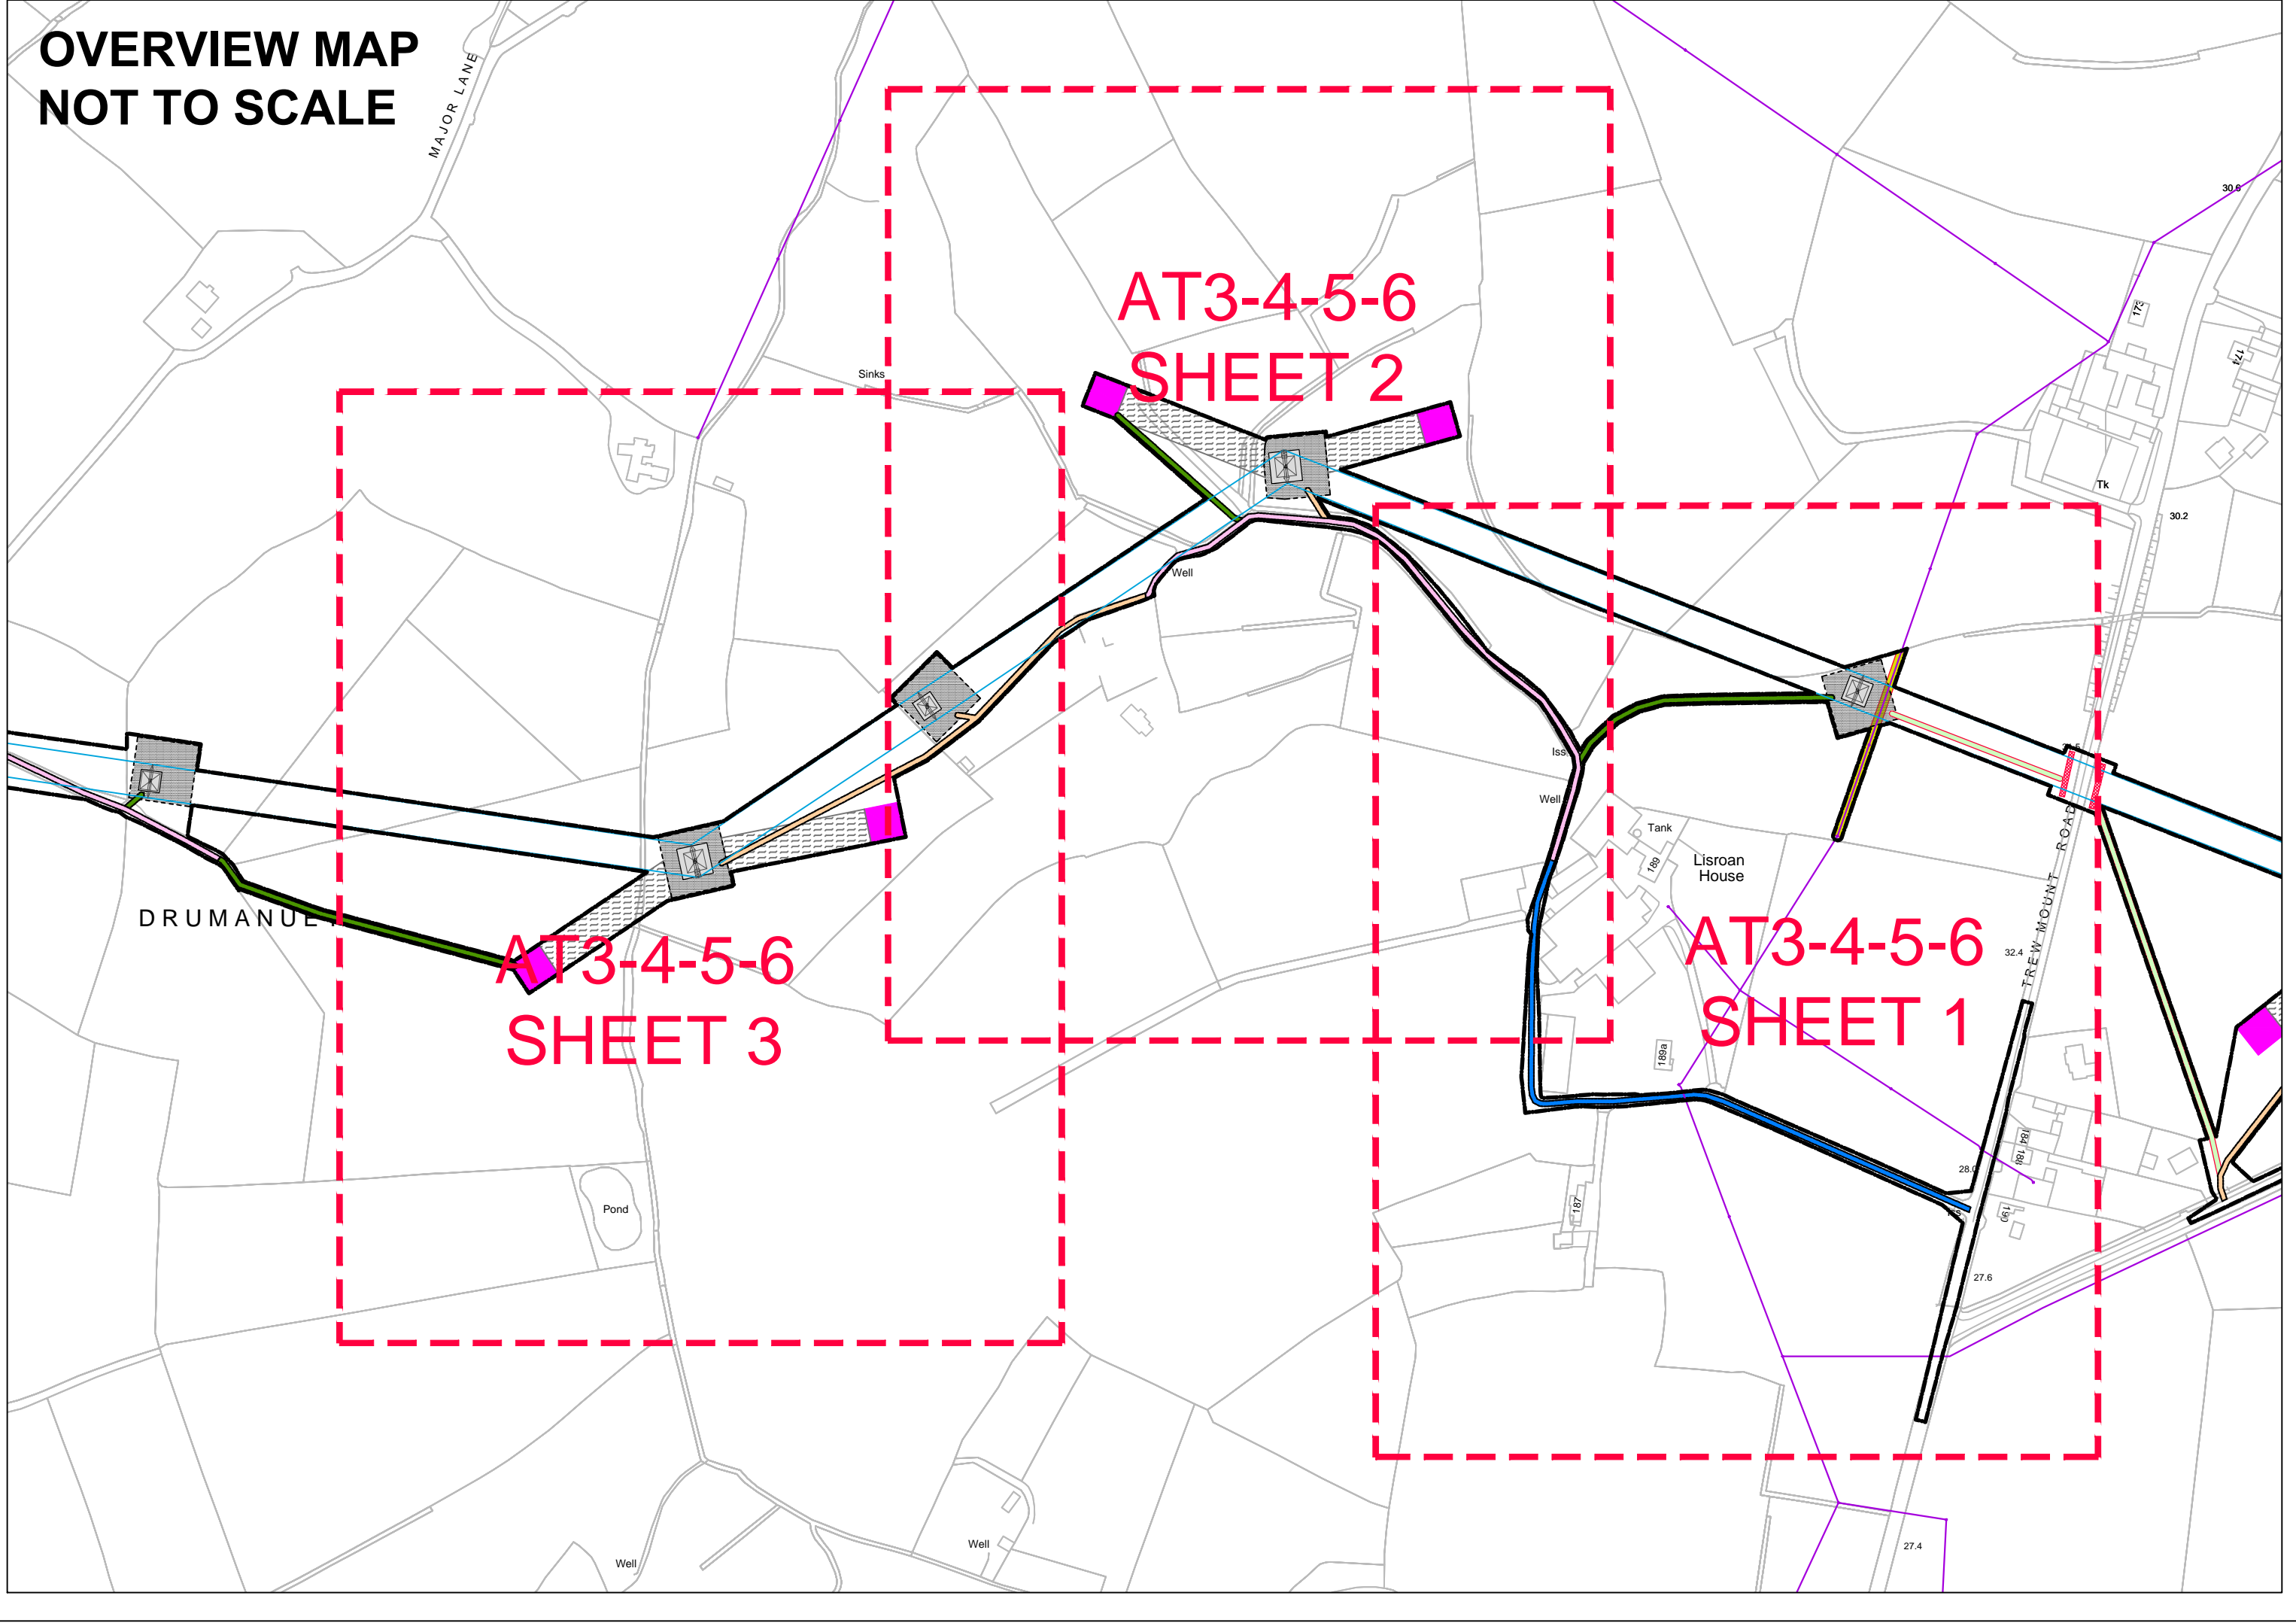 OVERVIEW MAP
NOT TO SCALE
MAJOR LANE
30.6
173
174
AT3-4-5-6
SHEET 2
Sinks
Tk
30.2
Well
Iss
Well
Tank
189
Lisroan
House
TREW MOUNT ROAD
DRUMANUE
AT3-4-5-6
SHEET 3
AT3-4-5-6
SHEET 1
32.4
189a
184
188
28.0
187
190
Pond
27.6
Well
Well
27.4